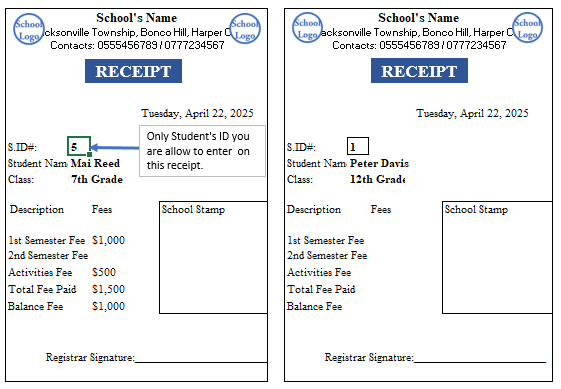 School's Name
School Logo
cksonville Township, Bonco Hill, Harper C
School Logo
Contacts: 0555456789 / 0777234567
RECEIPT
Tuesday, April 22, 2025
Only Student's ID you
are allow to enter on
this receipt.
S.ID#: 5
Student Nam Mai Reed
Class: 7th Grade
Description Fees School Stamp
1st Semester Fee $1,000
2nd Semester Fee
Activities Fee $500
Total Fee Paid $1,500
Balance Fee $1,000
Registrar Signature:
School's Name
School Logo
acksonville Township, Bonco Hill, Harper C
School Logo
Contacts: 0555456789 / 0777234567
RECEIPT
Tuesday, April 22, 2025
S.ID#: 1
Student Nam Peter Davis
Class: 12th Grade
Description Fees School Stamp
1st Semester Fee
2nd Semester Fee
Activities Fee
Total Fee Paid
Balance Fee
Registrar Signature: